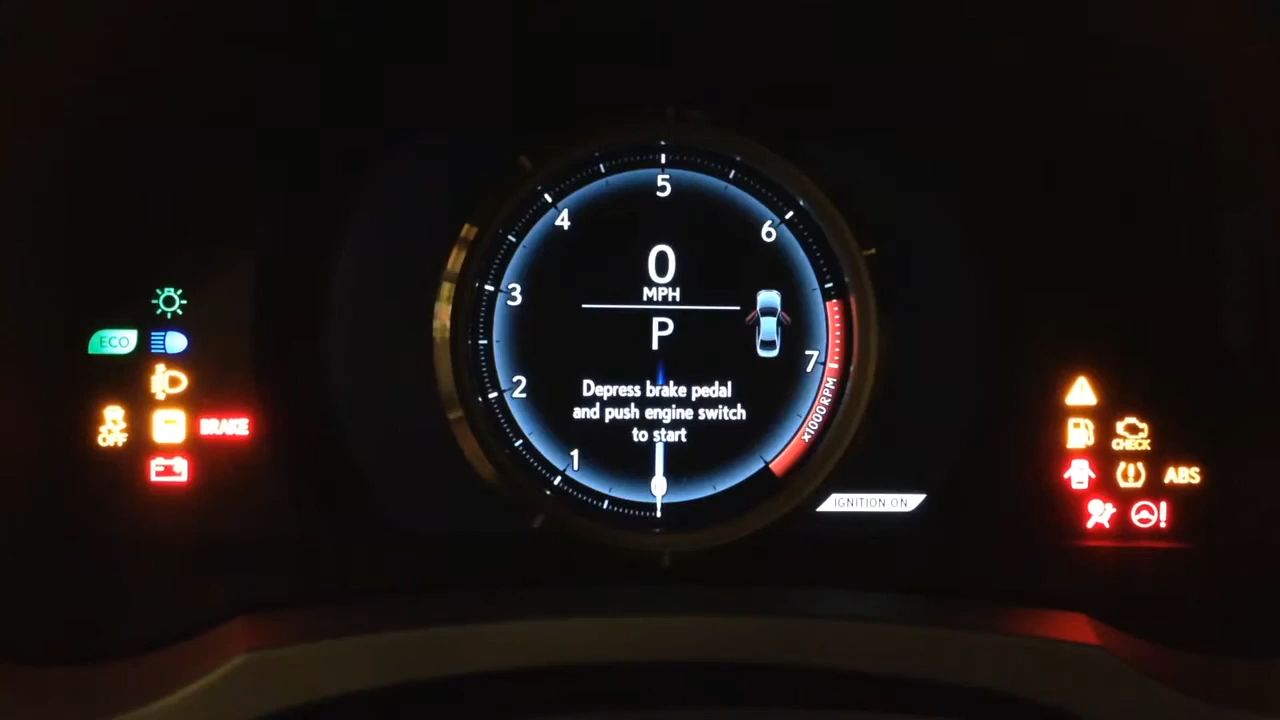 5
4
6
0
MPH
3
ECO
P
7
2
Depress brake pedal
and push engine switch
to start
x1000RPM
OFF
BRAKE
CHECK
1
0
ABS
IGNITION ON